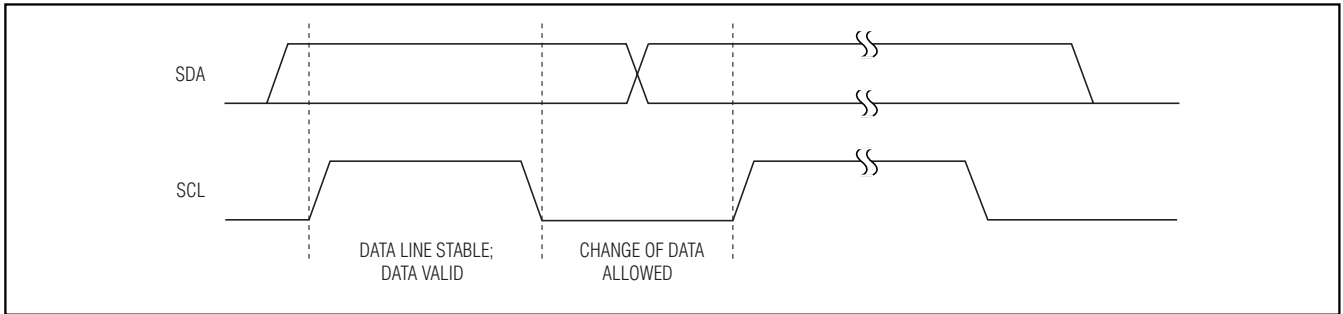 SDA
SCL
DATA LINE STABLE;
DATA VALID
CHANGE OF DATA
ALLOWED